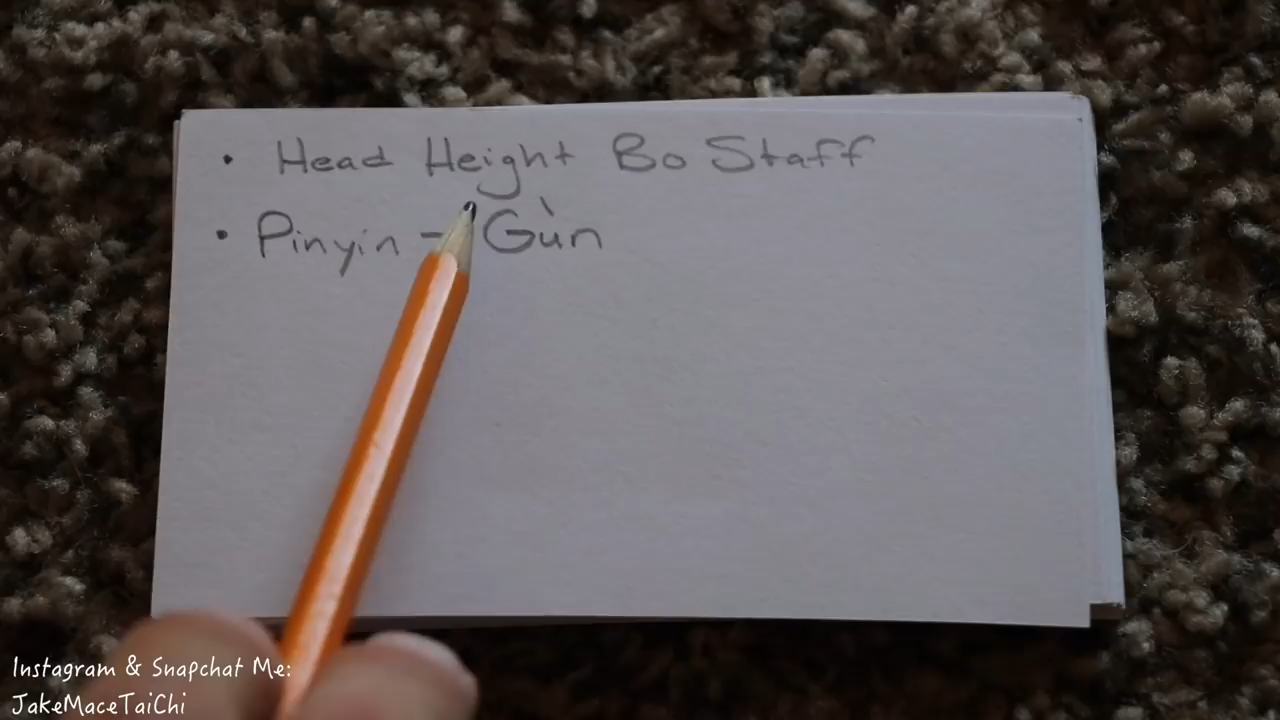 • Head Height Bo Staff
• Pinyin - Gùn
Instagram & Snapchat Me:
JakeMaceTaiChi